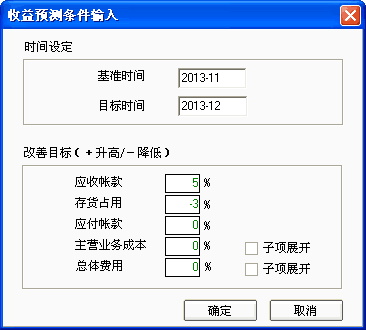 收益预测条件输入
时间设定
基准时间 2013-11
目标时间 2013-12
改善目标(+升高/-降低)
应收帐款 5 %
存货占用 -3 %
应付帐款 0 %
主营业务成本 0 % 子项展开
总体费用 0 % 子项展开
确定 取消